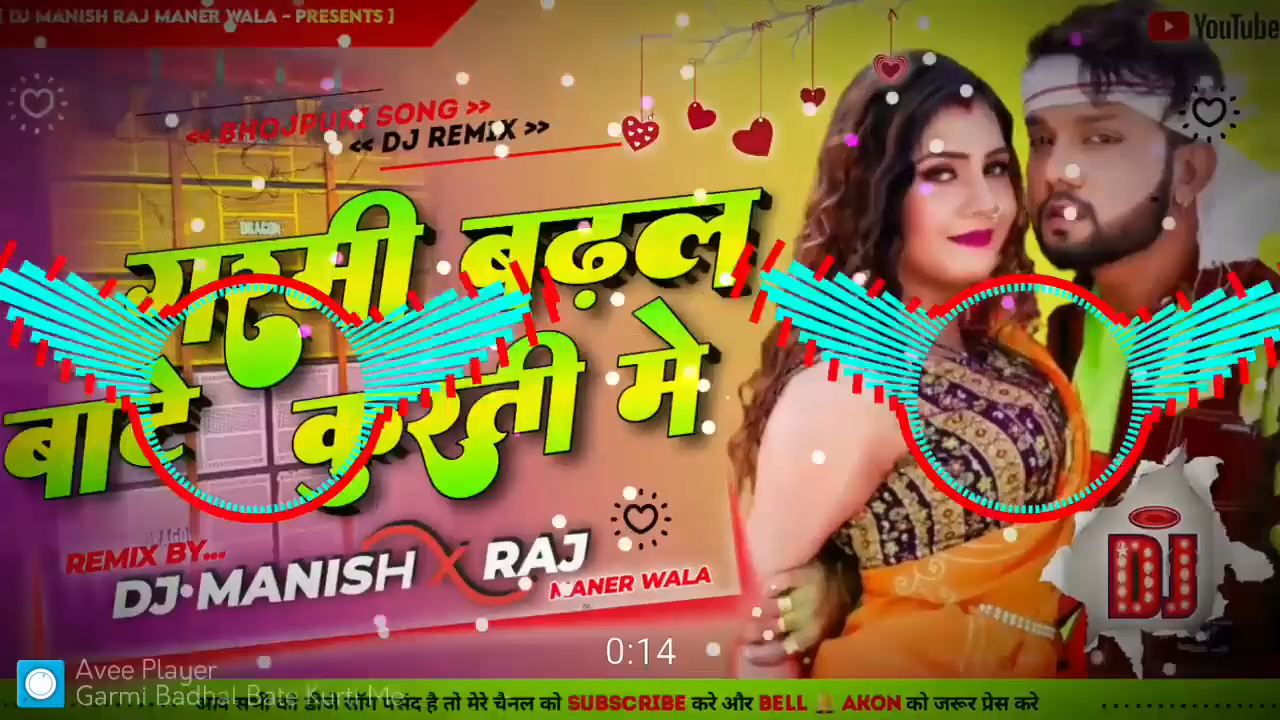 [ DJ MANISH RAJ MANER WALA - PRESENTS ]
YouTube
<< BHOJPURI SONG >>
<< DJ REMIX >>
DRAGON
गरमी बढ़ल
बाटे कुरती मे
REMIX BY...
DJ MANISH X RAJ
MANER WALA
DJ
0:14
Avee Player
Garmi Badhal Bate Kurti Me
पसंद है तो मेरे चैनल को SUBSCRIBE करे और BELL AKON को जरूर प्रेस करे